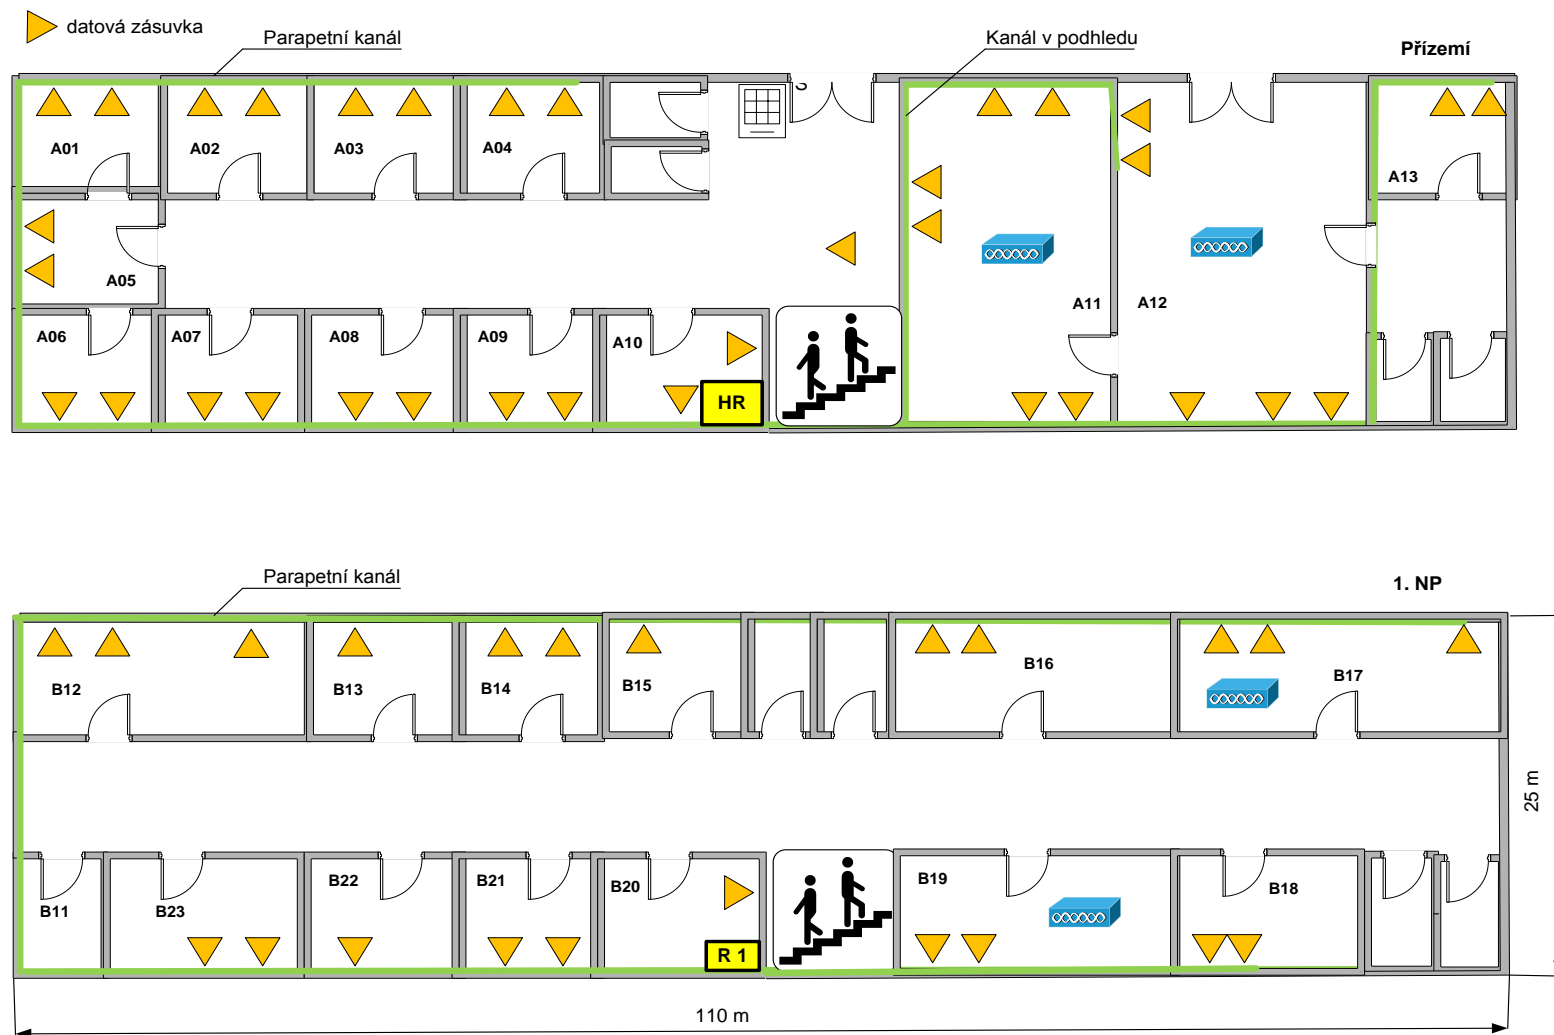 datová zásuvka
Parapetní kanál
Kanál v podhledu
Přízemí
A01
A02
A03
A04
A13
A05
A11
A12
A06
A07
A08
A09
A10
HR
Parapetní kanál
1. NP
B12
B13
B14
B15
B16
B17
25 m
B11
B23
B22
B21
B20
B19
B18
R 1
110 m